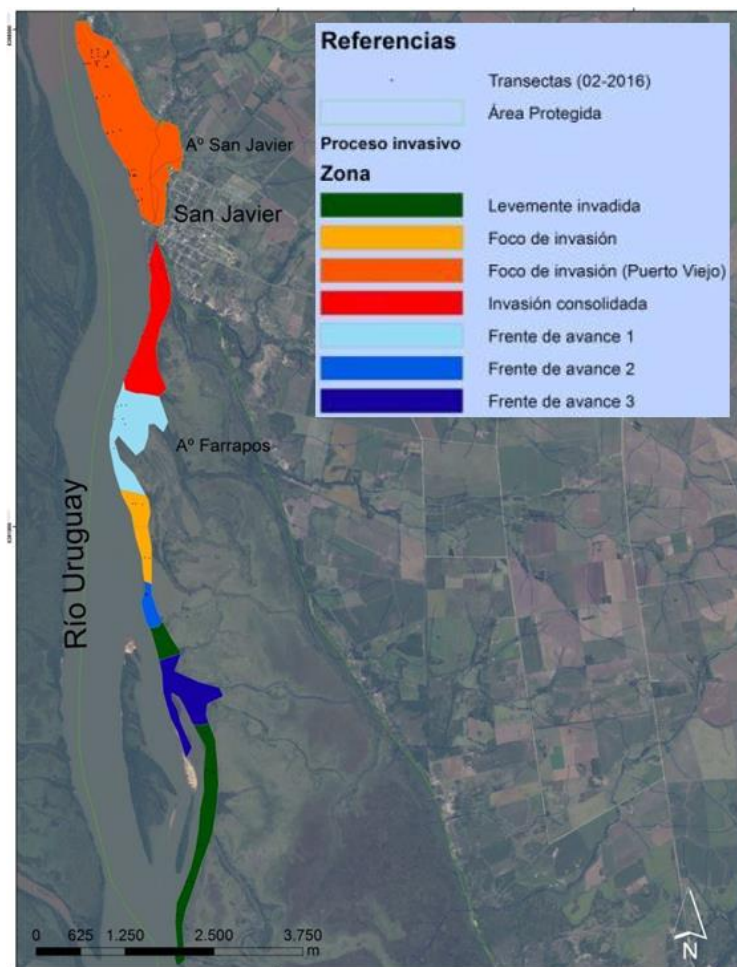 Referencias
Transectas (02-2016)
Área Protegida
Proceso invasivo
Zona
Levemente invadida
Foco de invasión
Foco de invasión (Puerto Viejo)
Invasión consolidada
Frente de avance 1
Frente de avance 2
Frente de avance 3
Aº San Javier
San Javier
Aº Farrapos
Río Uruguay
0 625 1.250 2.500 3.750
m
N